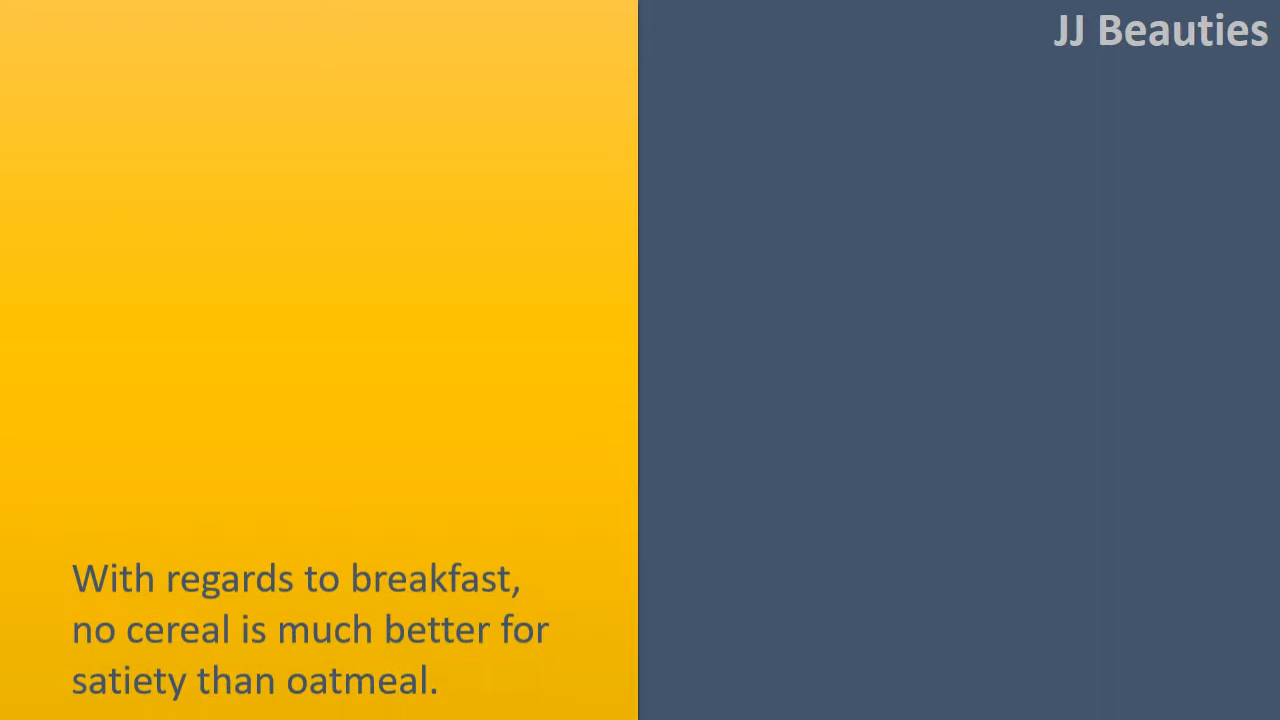 JJ Beauties
With regards to breakfast,
no cereal is much better for
satiety than oatmeal.